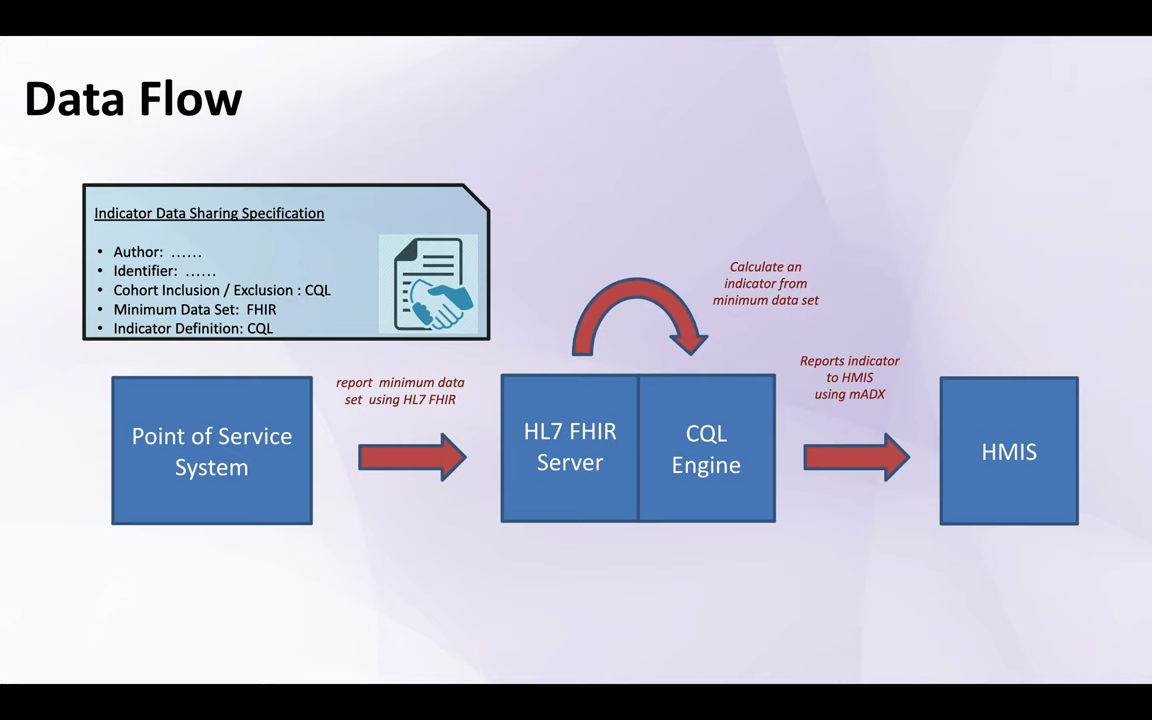 Data Flow
Indicator Data Sharing Specification
• Author: ……
• Identifier: ……
• Cohort Inclusion / Exclusion : CQL
• Minimum Data Set: FHIR
• Indicator Definition: CQL
Calculate an
indicator from
minimum data set
report minimum data
set using HL7 FHIR
Reports indicator
to HMIS
using mADX
Point of Service
System
HL7 FHIR
Server
CQL
Engine
HMIS